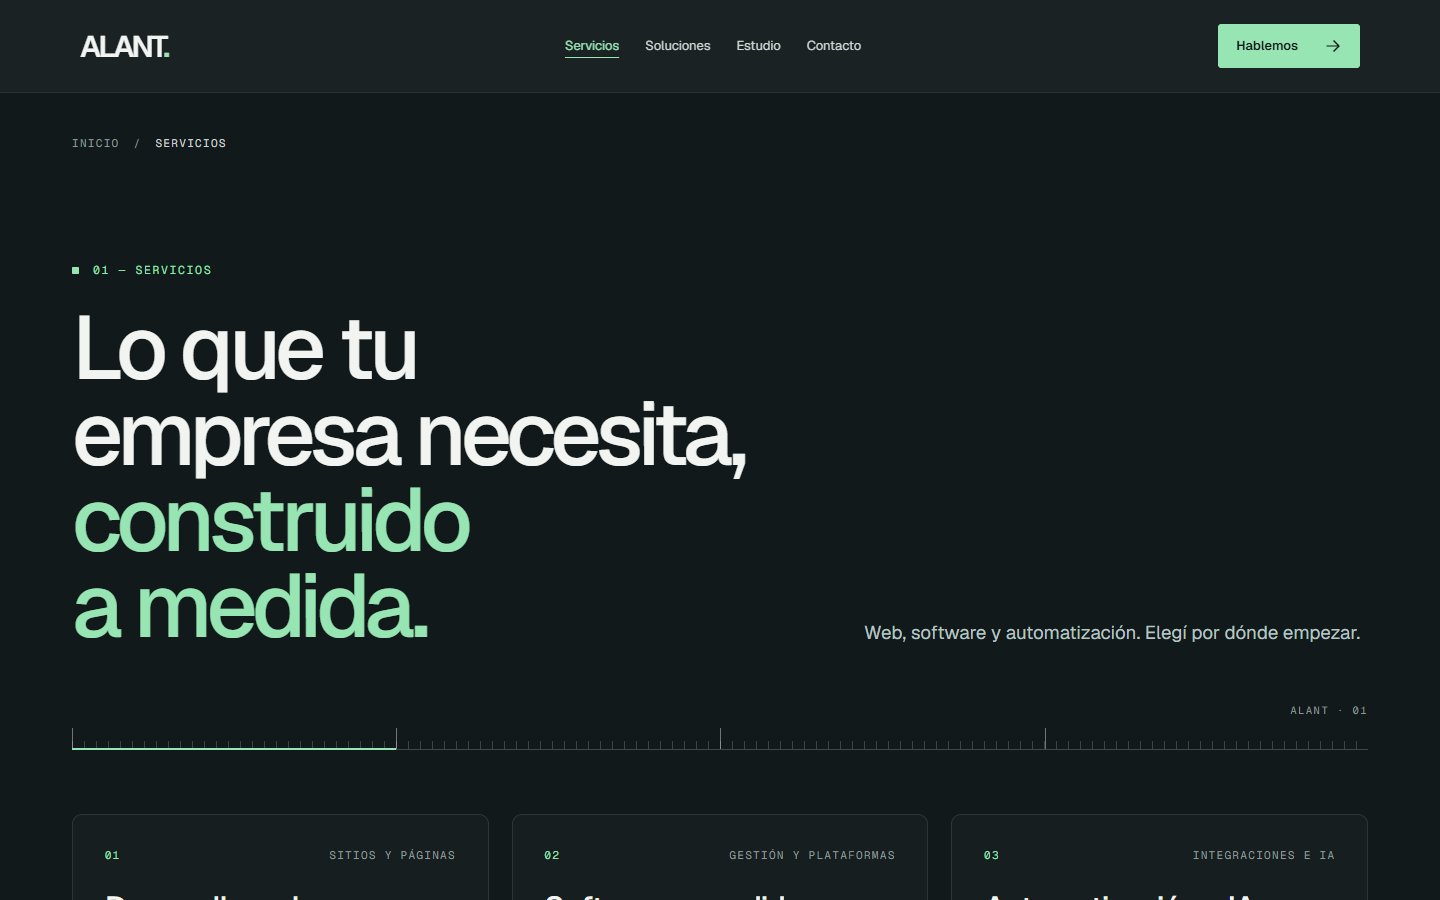 ALANT.
Servicios
Soluciones
Estudio
Contacto
Hablemos
INICIO / SERVICIOS
01 — SERVICIOS
Lo que tu
empresa necesita,
construido
a medida.
Web, software y automatización. Elegí por dónde empezar.
ALANT · 01
01
SITIOS Y PÁGINAS
02
GESTIÓN Y PLATAFORMAS
03
INTEGRACIONES E IA